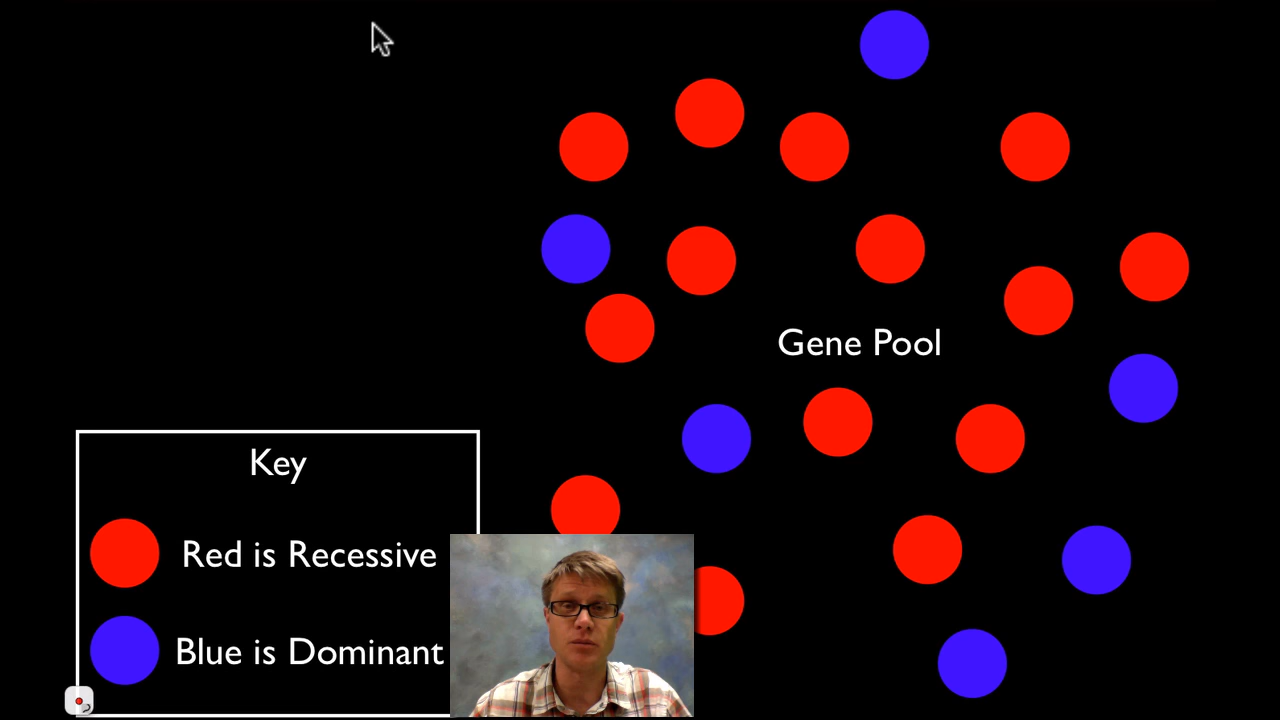 Gene Pool
Key
Red is Recessive
Blue is Dominant